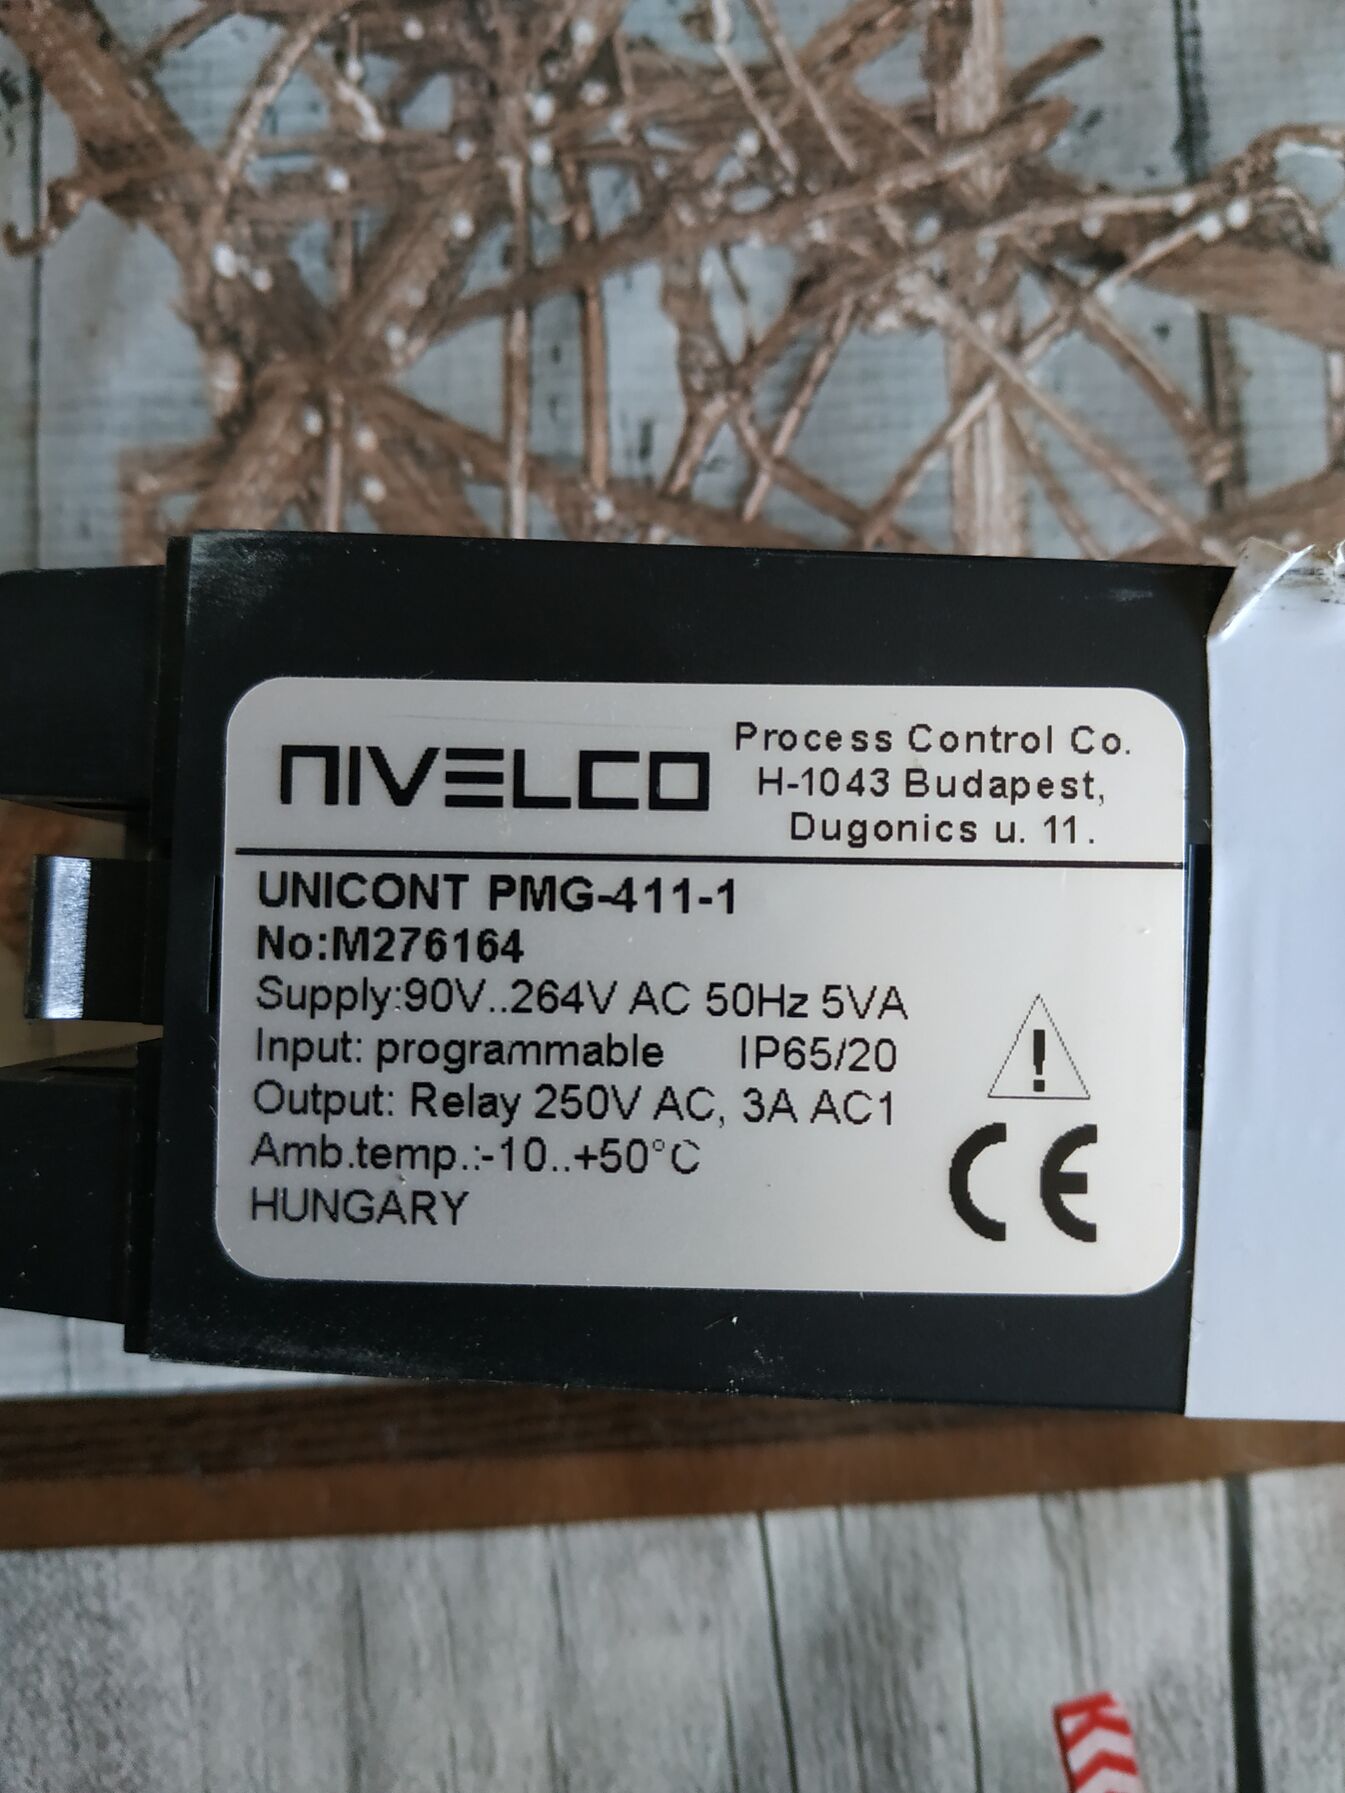 NIVELCO
Process Control Co.
H-1043 Budapest,
Dugonics u. 11.
UNICONT PMG-411-1
No:M276164
Supply:90V..264V AC 50Hz 5VA
Input: programmable IP65/20
Output: Relay 250V AC, 3A AC1
Amb.temp.:-10..+50°C
HUNGARY
CE